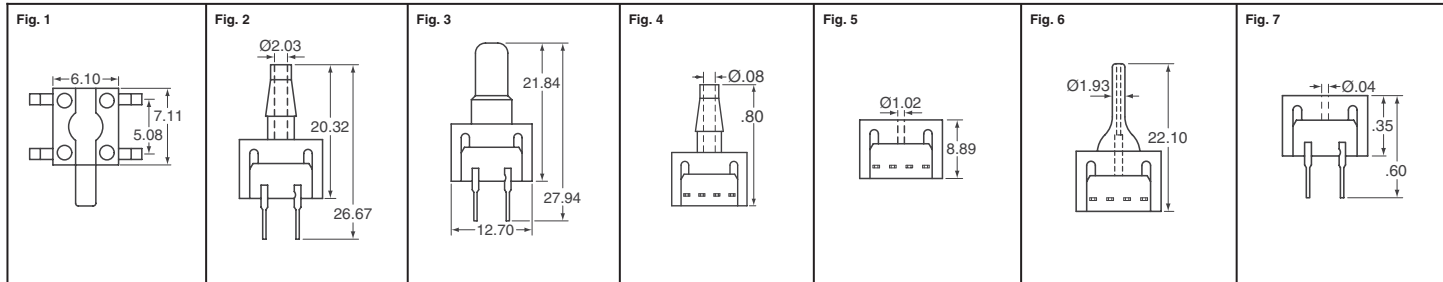 Fig. 1
6.10
7.11
5.08
Fig. 2
Ø2.03
20.32
26.67
Fig. 3
21.84
27.94
12.70
Fig. 4
Ø.08
.80
Fig. 5
Ø1.02
8.89
Fig. 6
Ø1.93
22.10
Fig. 7
Ø.04
.35
.60